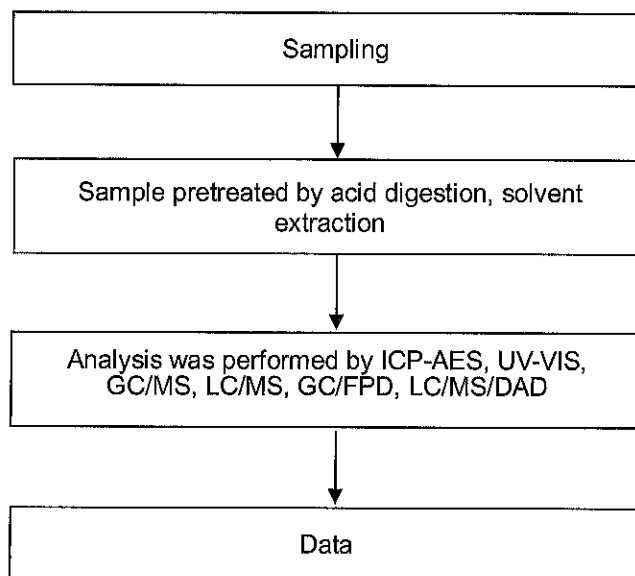 Sampling
Sample pretreated by acid digestion, solvent
extraction
Analysis was performed by ICP-AES, UV-VIS,
GC/MS, LC/MS, GC/FPD, LC/MS/DAD
Data